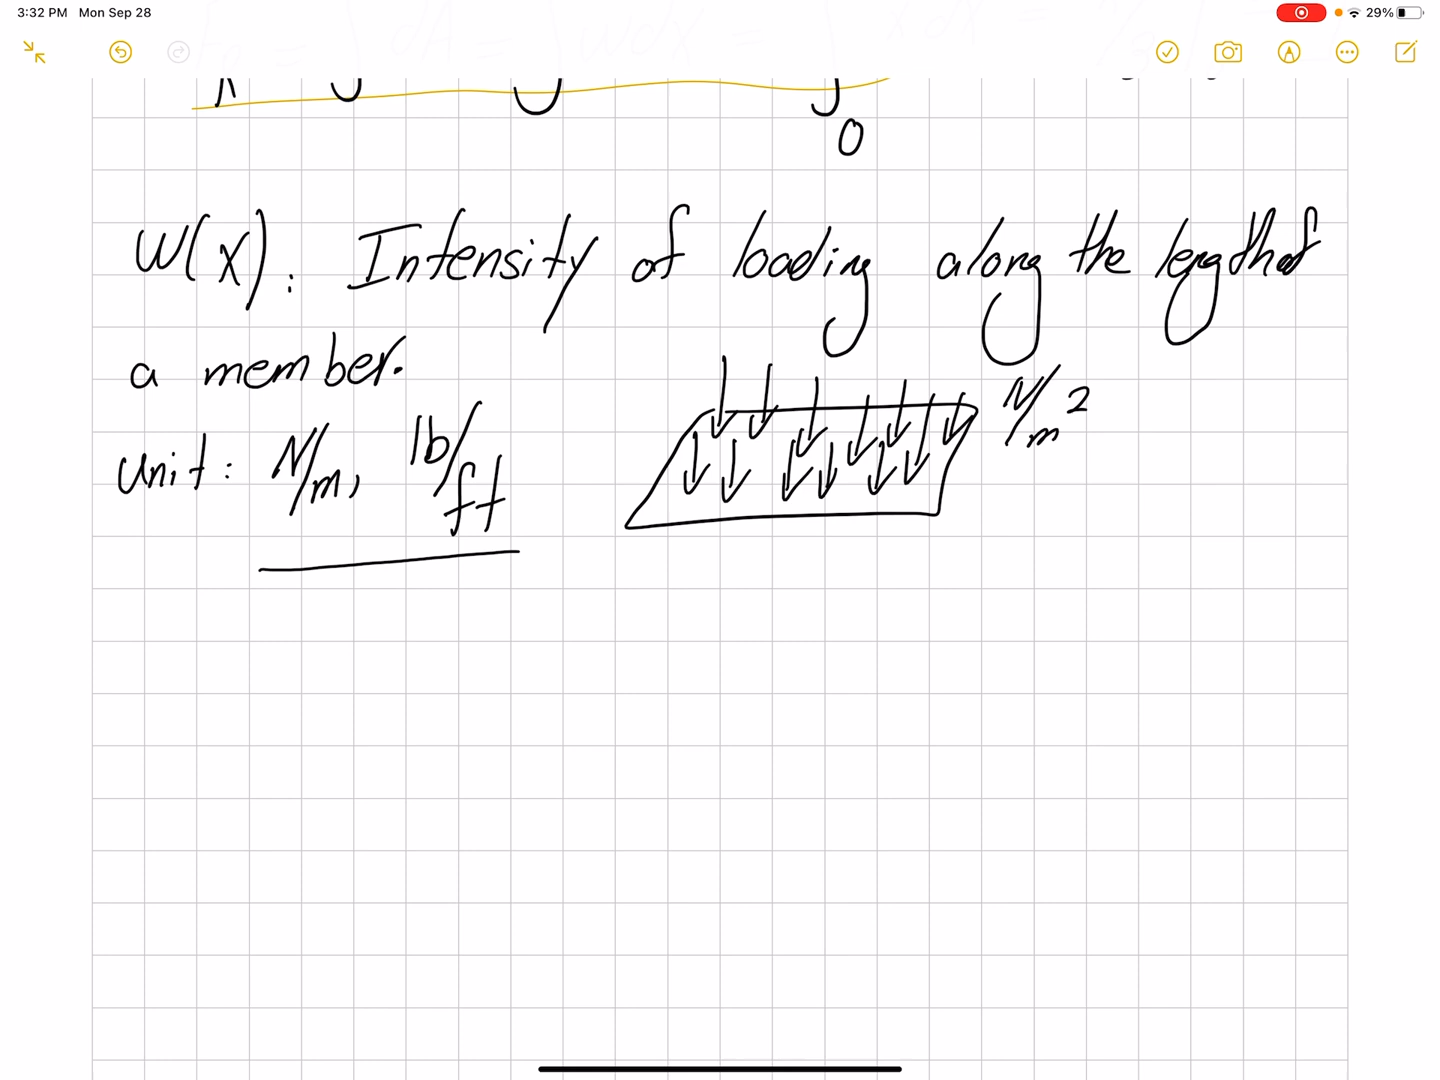 3:32 PM Mon Sep 28 29%
0
W(x): Intensity of loading along the length of
a member.
N/m²
unit: N/m, lb/ft